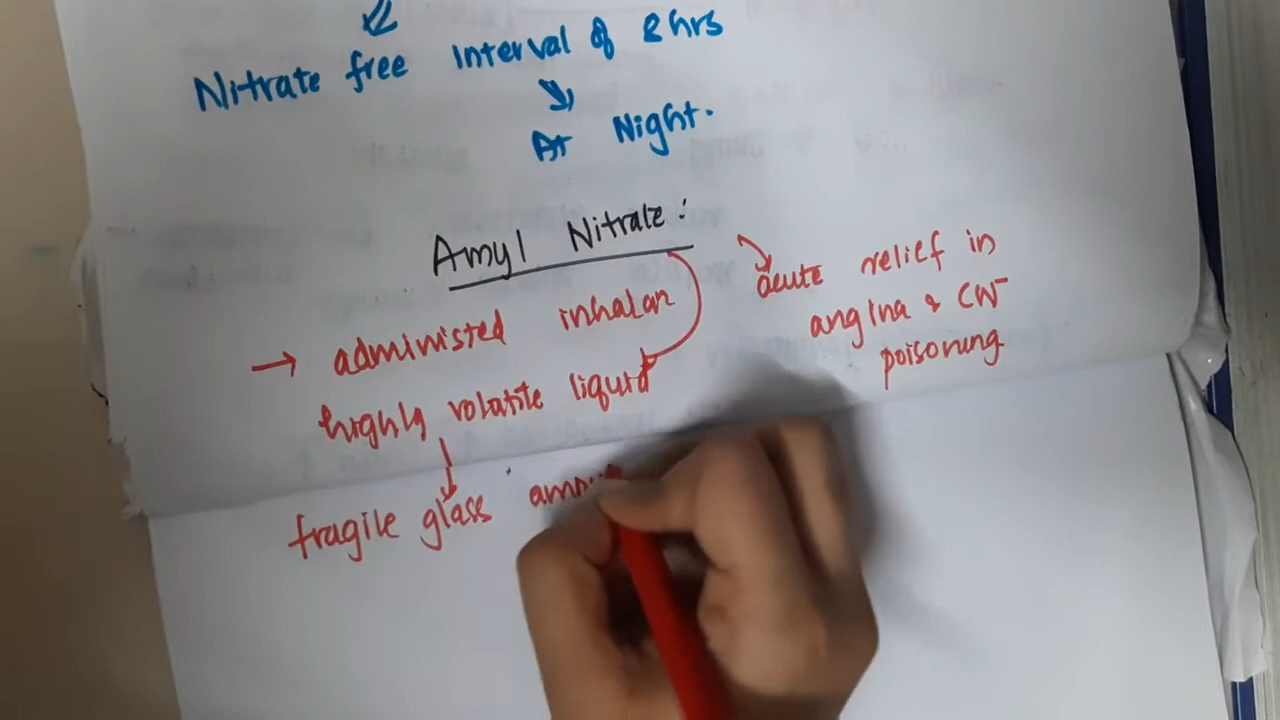 Nitrate free interval of 8hrs
At Night.
Amyl Nitrate:
acute relief in
angina & CN-
poisoning
→ administed inhalan
highly volatite liquid
fragile glass